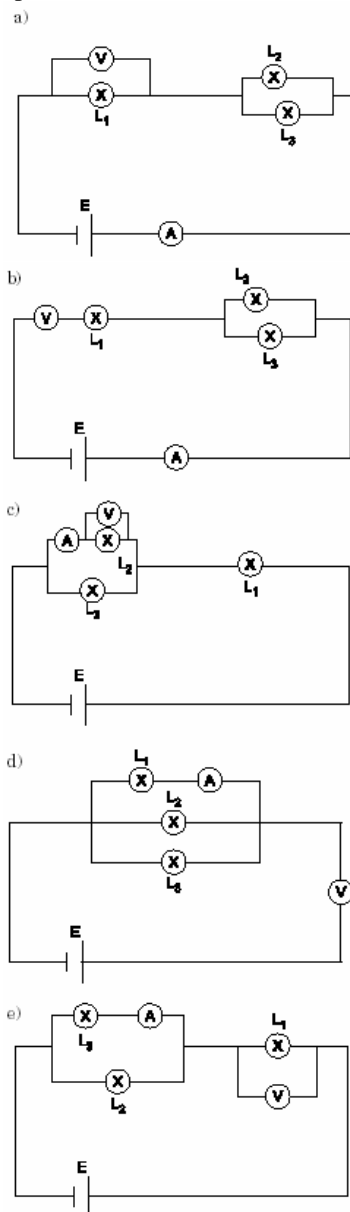 a)
L₂
V
X
X
X
L₁
L₃
E
A
b)
L₂
X
V X
L₁
X
L₃
E
A
c)
V
A X
L₂
X
L₁
X
L₃
E
d)
L₁
X A
L₂
X
X
L₃
V
E
e)
X A
L₁
L₃
X
X
L₂
V
E